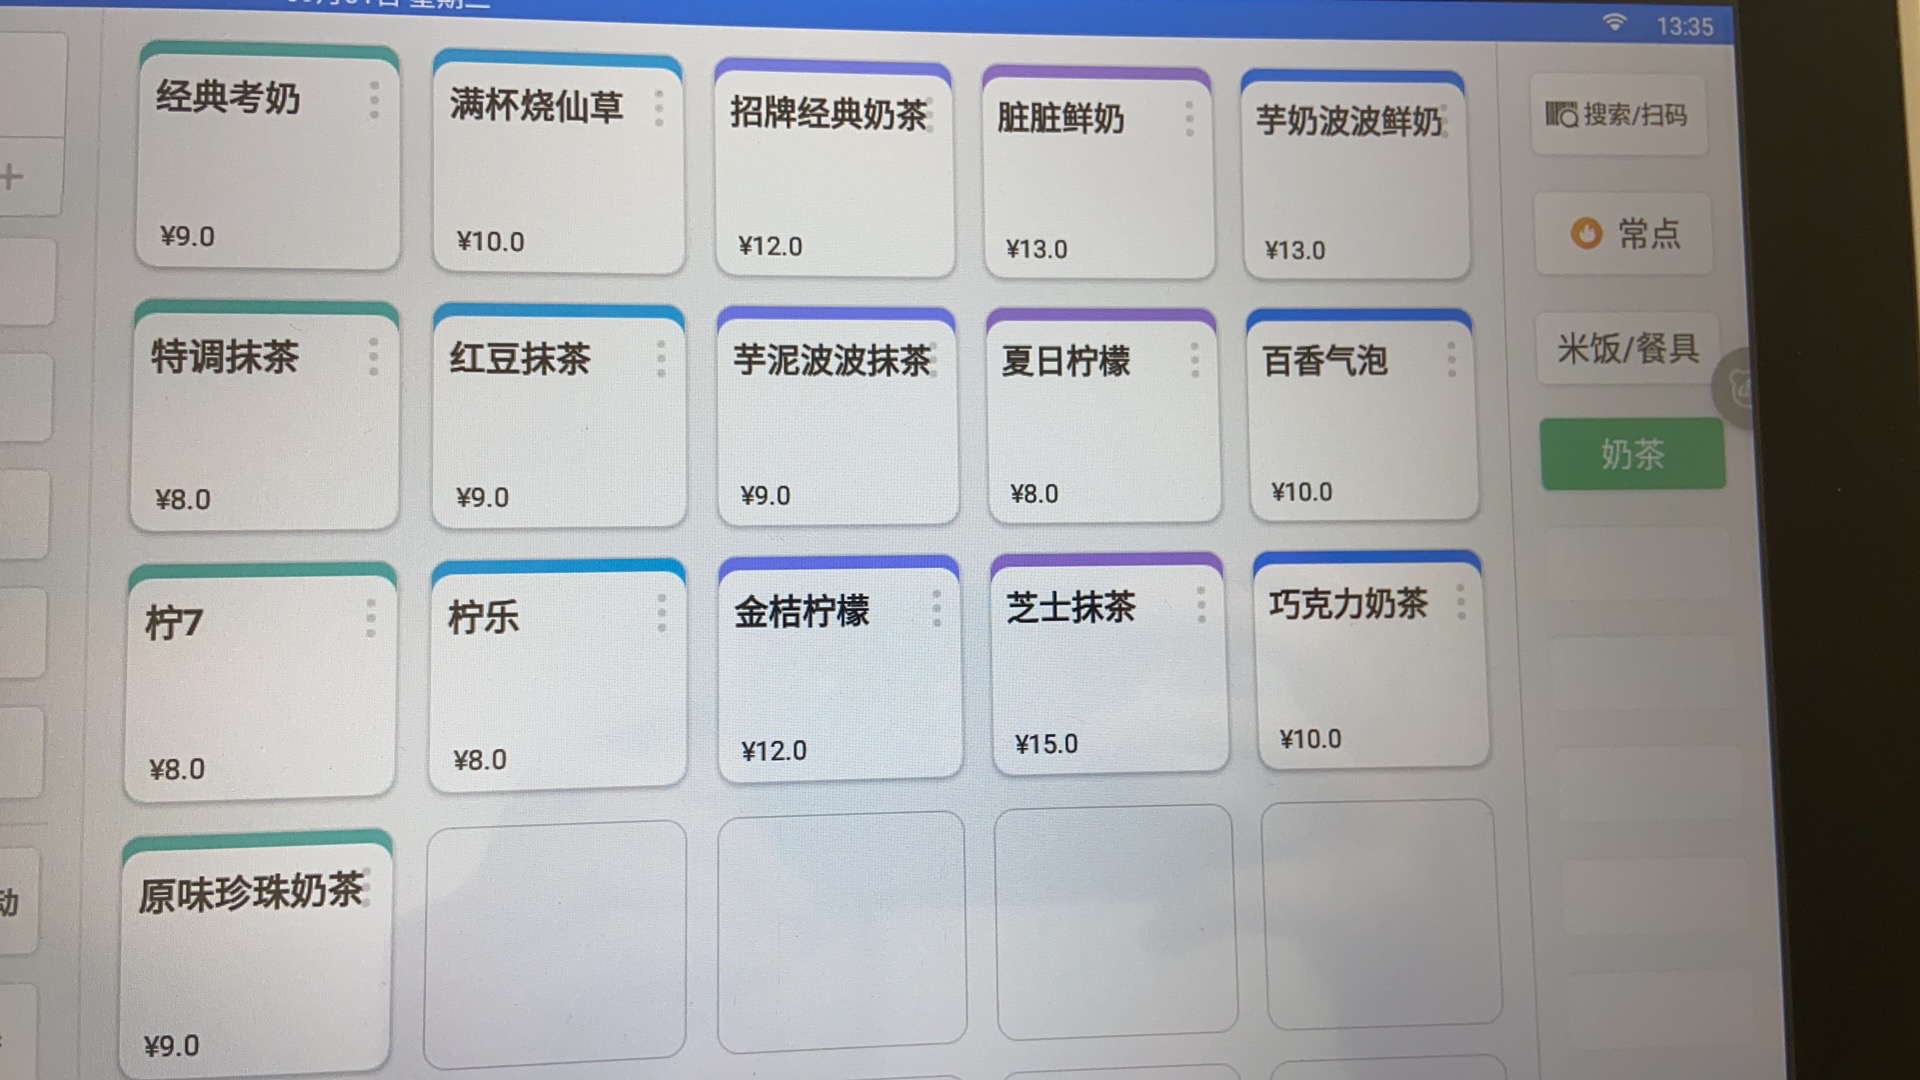 13:35
经典考奶
¥9.0
满杯烧仙草
¥10.0
招牌经典奶茶
¥12.0
脏脏鲜奶
¥13.0
芋奶波波鲜奶
¥13.0
特调抹茶
¥8.0
红豆抹茶
¥9.0
芋泥波波抹茶
¥9.0
夏日柠檬
¥8.0
百香气泡
¥10.0
柠7
¥8.0
柠乐
¥8.0
金桔柠檬
¥12.0
芝士抹茶
¥15.0
巧克力奶茶
¥10.0
原味珍珠奶茶
¥9.0
搜索/扫码
常点
米饭/餐具
奶茶
动